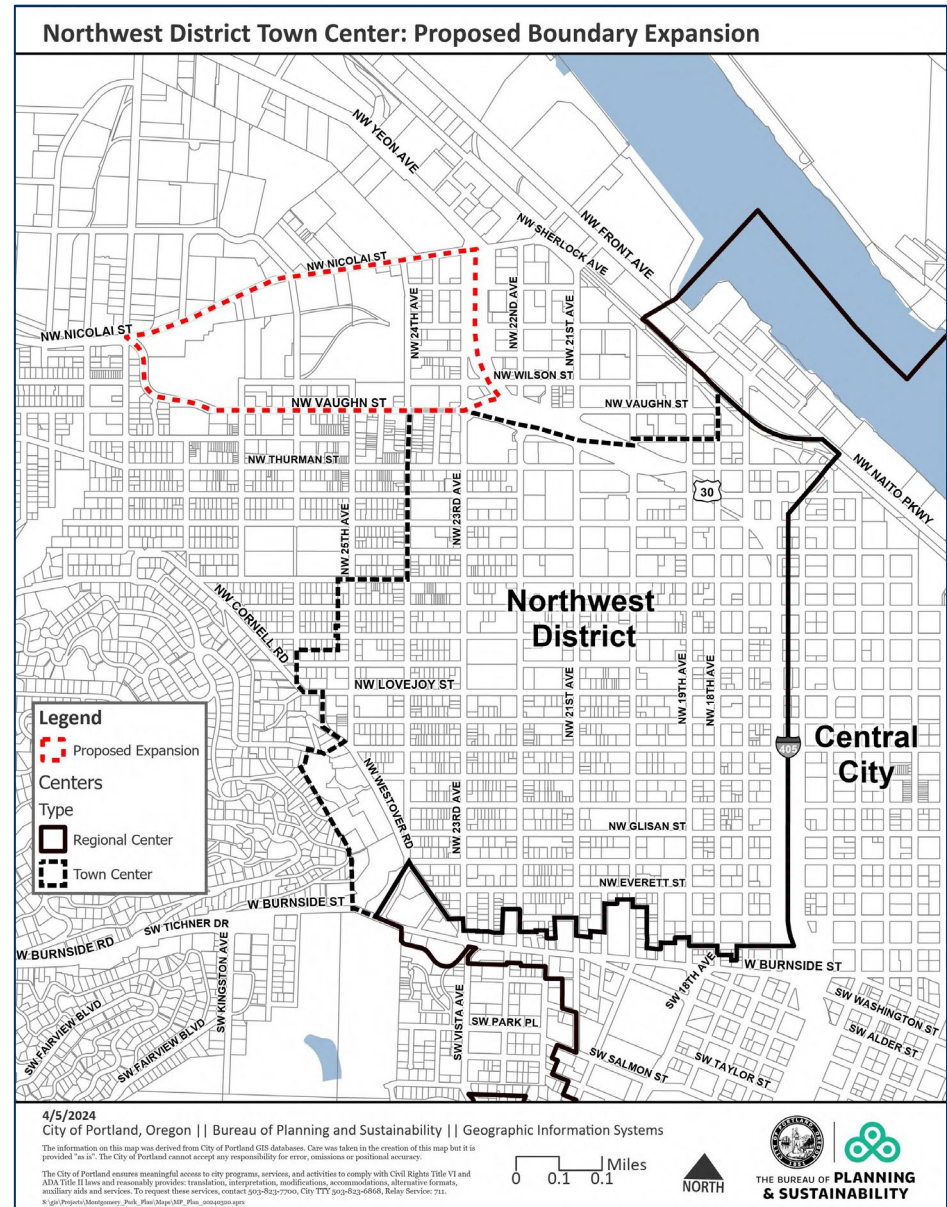 Northwest District Town Center: Proposed Boundary Expansion
NW YEON AVE
NW FRONT AVE
NW SHERLOCK AVE
NW NICOLAI ST
NW 24TH AVE
NW 22ND AVE
NW 21ST AVE
NW NICOLAI ST
NW WILSON ST
NW VAUGHN ST
NW VAUGHN ST
NW THURMAN ST
30
NW NAITO PKWY
NW 23RD AVE
NW 25TH AVE
NW CORNELL RD
Northwest
District
NW LOVEJOY ST
NW 21ST AVE
NW 19TH AVE
NW 18TH AVE
Legend
Proposed Expansion
Centers
Type
Regional Center
Town Center
405
Central
City
NW WESTOVER RD
NW 23RD AVE
NW GLISAN ST
NW EVERETT ST
W BURNSIDE ST
SW TICHNER DR
W BURNSIDE RD
SW KINGSTON AVE
W BURNSIDE ST
SW 18TH AVE
SW FAIRVIEW BLVD
SW FAIRVIEW BLVD
SW VISTA AVE
SW PARK PL
SW WASHINGTON ST
SW ALDER ST
SW SALMON ST
SW TAYLOR ST
4/5/2024
City of Portland, Oregon || Bureau of Planning and Sustainability || Geographic Information Systems
The information on this map was derived from City of Portland GIS databases. Care was taken in the creation of this map but it is
provided "as is". The City of Portland cannot accept any responsibility for error, omissions or positional accuracy.
The City of Portland ensures meaningful access to city programs, services, and activities to comply with Civil Rights Title VI and
ADA Title II laws and reasonably provides: translation, interpretation, modifications, accommodations, alternative formats,
auxiliary aids and services. To request these services, contact 503-823-7700, City TTY 503-823-6868, Relay Service: 711.
S:\gis\Projects\Montgomery_Park_Plan\Maps\MP_Plan_20240320.aprx
Miles
0 0.1 0.1
NORTH
THE BUREAU OF PLANNING
& SUSTAINABILITY